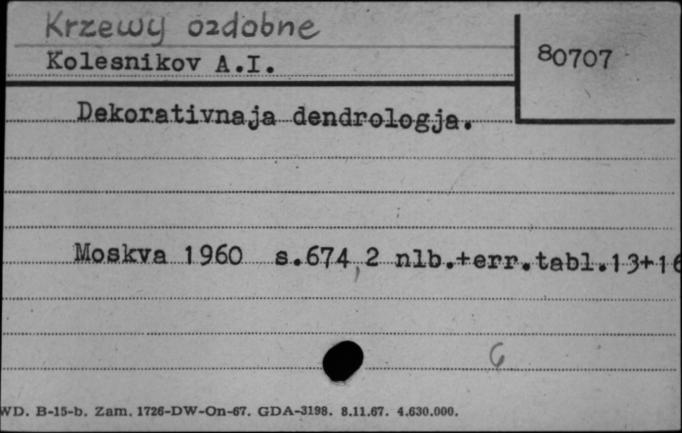 Krzewy ozdobne
Kolesnikov A.I.
80707
Dekorativnaja dendrologja.
Moskva 1960 s.674,2 nlb.+err.tabl.13+16
6
WD. B-15-b. Zam. 1726-DW-On-67. GDA-3198. 8.11.67. 4.630.000.